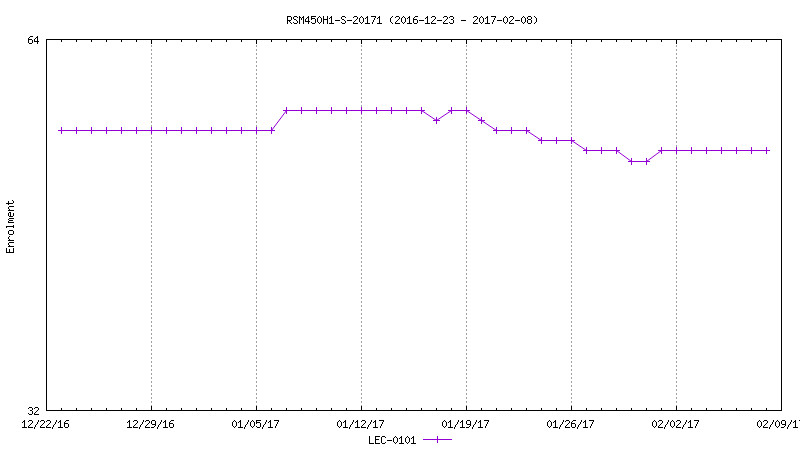 RSM450H1-S-20171 (2016-12-23 - 2017-02-08)
64
Enrolment
32
12/22/16 12/29/16 01/05/17 01/12/17 01/19/17 01/26/17 02/02/17 02/09/1
LEC-0101